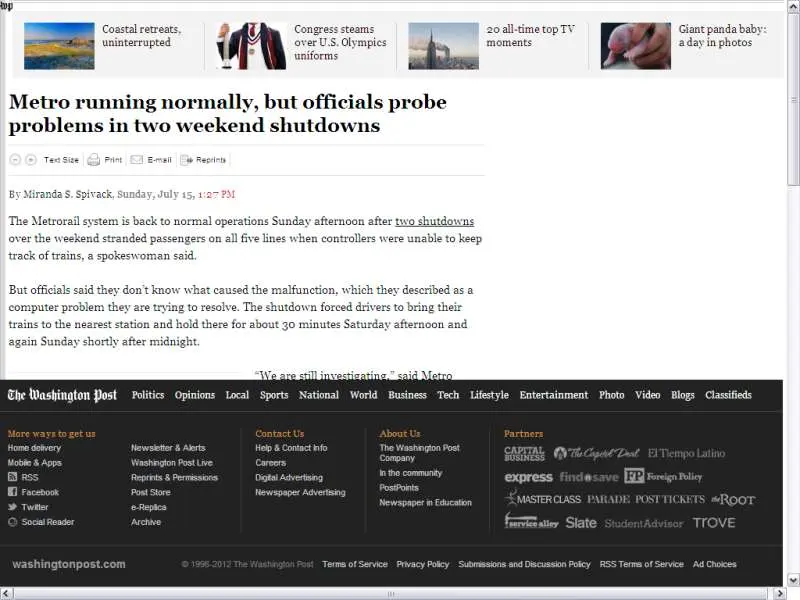 wp
Coastal retreats,
uninterrupted
Congress steams
over U.S. Olympics
uniforms
20 all-time top TV
moments
Giant panda baby:
a day in photos
Metro running normally, but officials probe
problems in two weekend shutdowns
Text Size Print E-mail Reprints
By Miranda S. Spivack, Sunday, July 15, 1:27 PM
The Metrorail system is back to normal operations Sunday afternoon after two shutdowns
over the weekend stranded passengers on all five lines when controllers were unable to keep
track of trains, a spokeswoman said.
But officials said they don't know what caused the malfunction, which they described as a
computer problem they are trying to resolve. The shutdown forced drivers to bring their
trains to the nearest station and hold there for about 30 minutes Saturday afternoon and
again Sunday shortly after midnight.
“We are still investigating,” said Metro
The Washington Post Politics Opinions Local Sports National World Business Tech Lifestyle Entertainment Photo Video Blogs Classifieds
More ways to get us
Home delivery
Mobile & Apps
RSS
Facebook
Twitter
Social Reader
Newsletter & Alerts
Washington Post Live
Reprints & Permissions
Post Store
e-Replica
Archive
Contact Us
Help & Contact Info
Careers
Digital Advertising
Newspaper Advertising
About Us
The Washington Post
Company
In the community
PostPoints
Newspaper in Education
Partners
CAPITAL BUSINESS The Capitol Deal El Tiempo Latino
express find&save FP Foreign Policy
MASTER CLASS PARADE POST TICKETS the ROOT
service alley Slate StudentAdvisor TROVE
washingtonpost.com © 1996-2012 The Washington Post Terms of Service Privacy Policy Submissions and Discussion Policy RSS Terms of Service Ad Choices